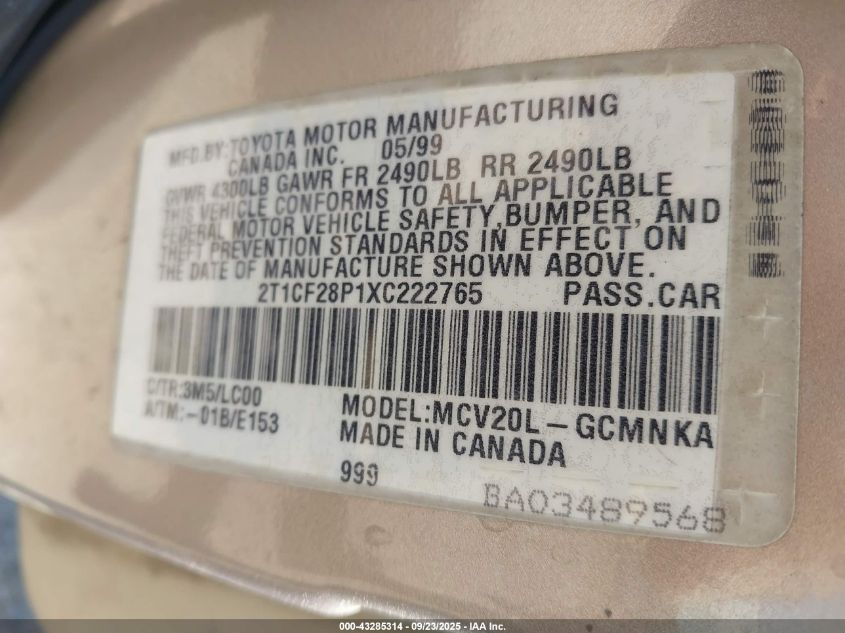 MFD.BY:TOYOTA MOTOR MANUFACTURING
CANADA INC. 05/99
GVWR 4300LB GAWR FR 2490LB RR 2490LB
THIS VEHICLE CONFORMS TO ALL APPLICABLE
FEDERAL MOTOR VEHICLE SAFETY,BUMPER, AND
THEFT PREVENTION STANDARDS IN EFFECT ON
THE DATE OF MANUFACTURE SHOWN ABOVE.
2T1CF28P1XC222765 PASS.CAR
C/TR:3M5/LC00
A/TM:-01B/E153
MODEL:MCV20L-GCMNKA
MADE IN CANADA
999
BA03489568
000-43285314 - 09/23/2025 - IAA Inc.